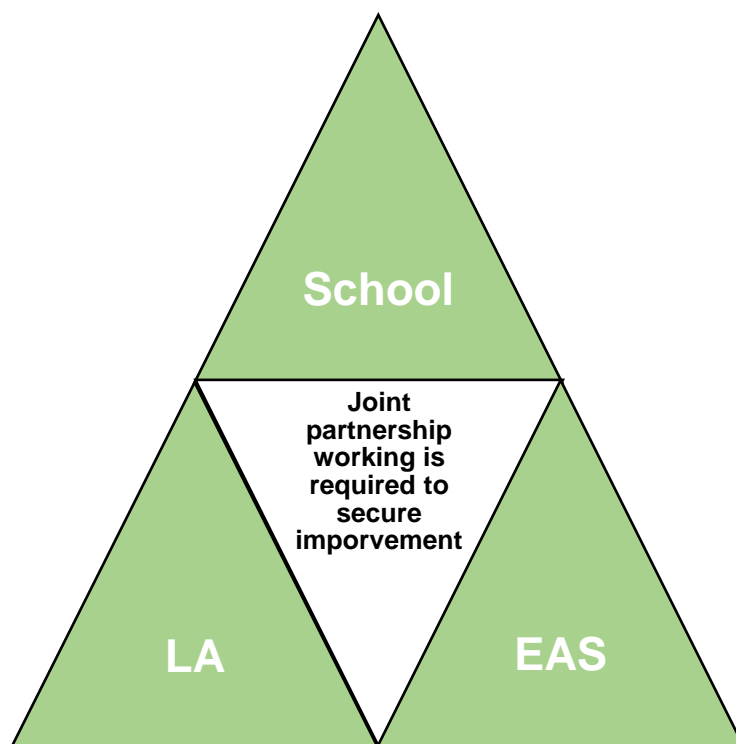 School
Joint
partnership
working is
required to
secure
imporvement
LA
EAS